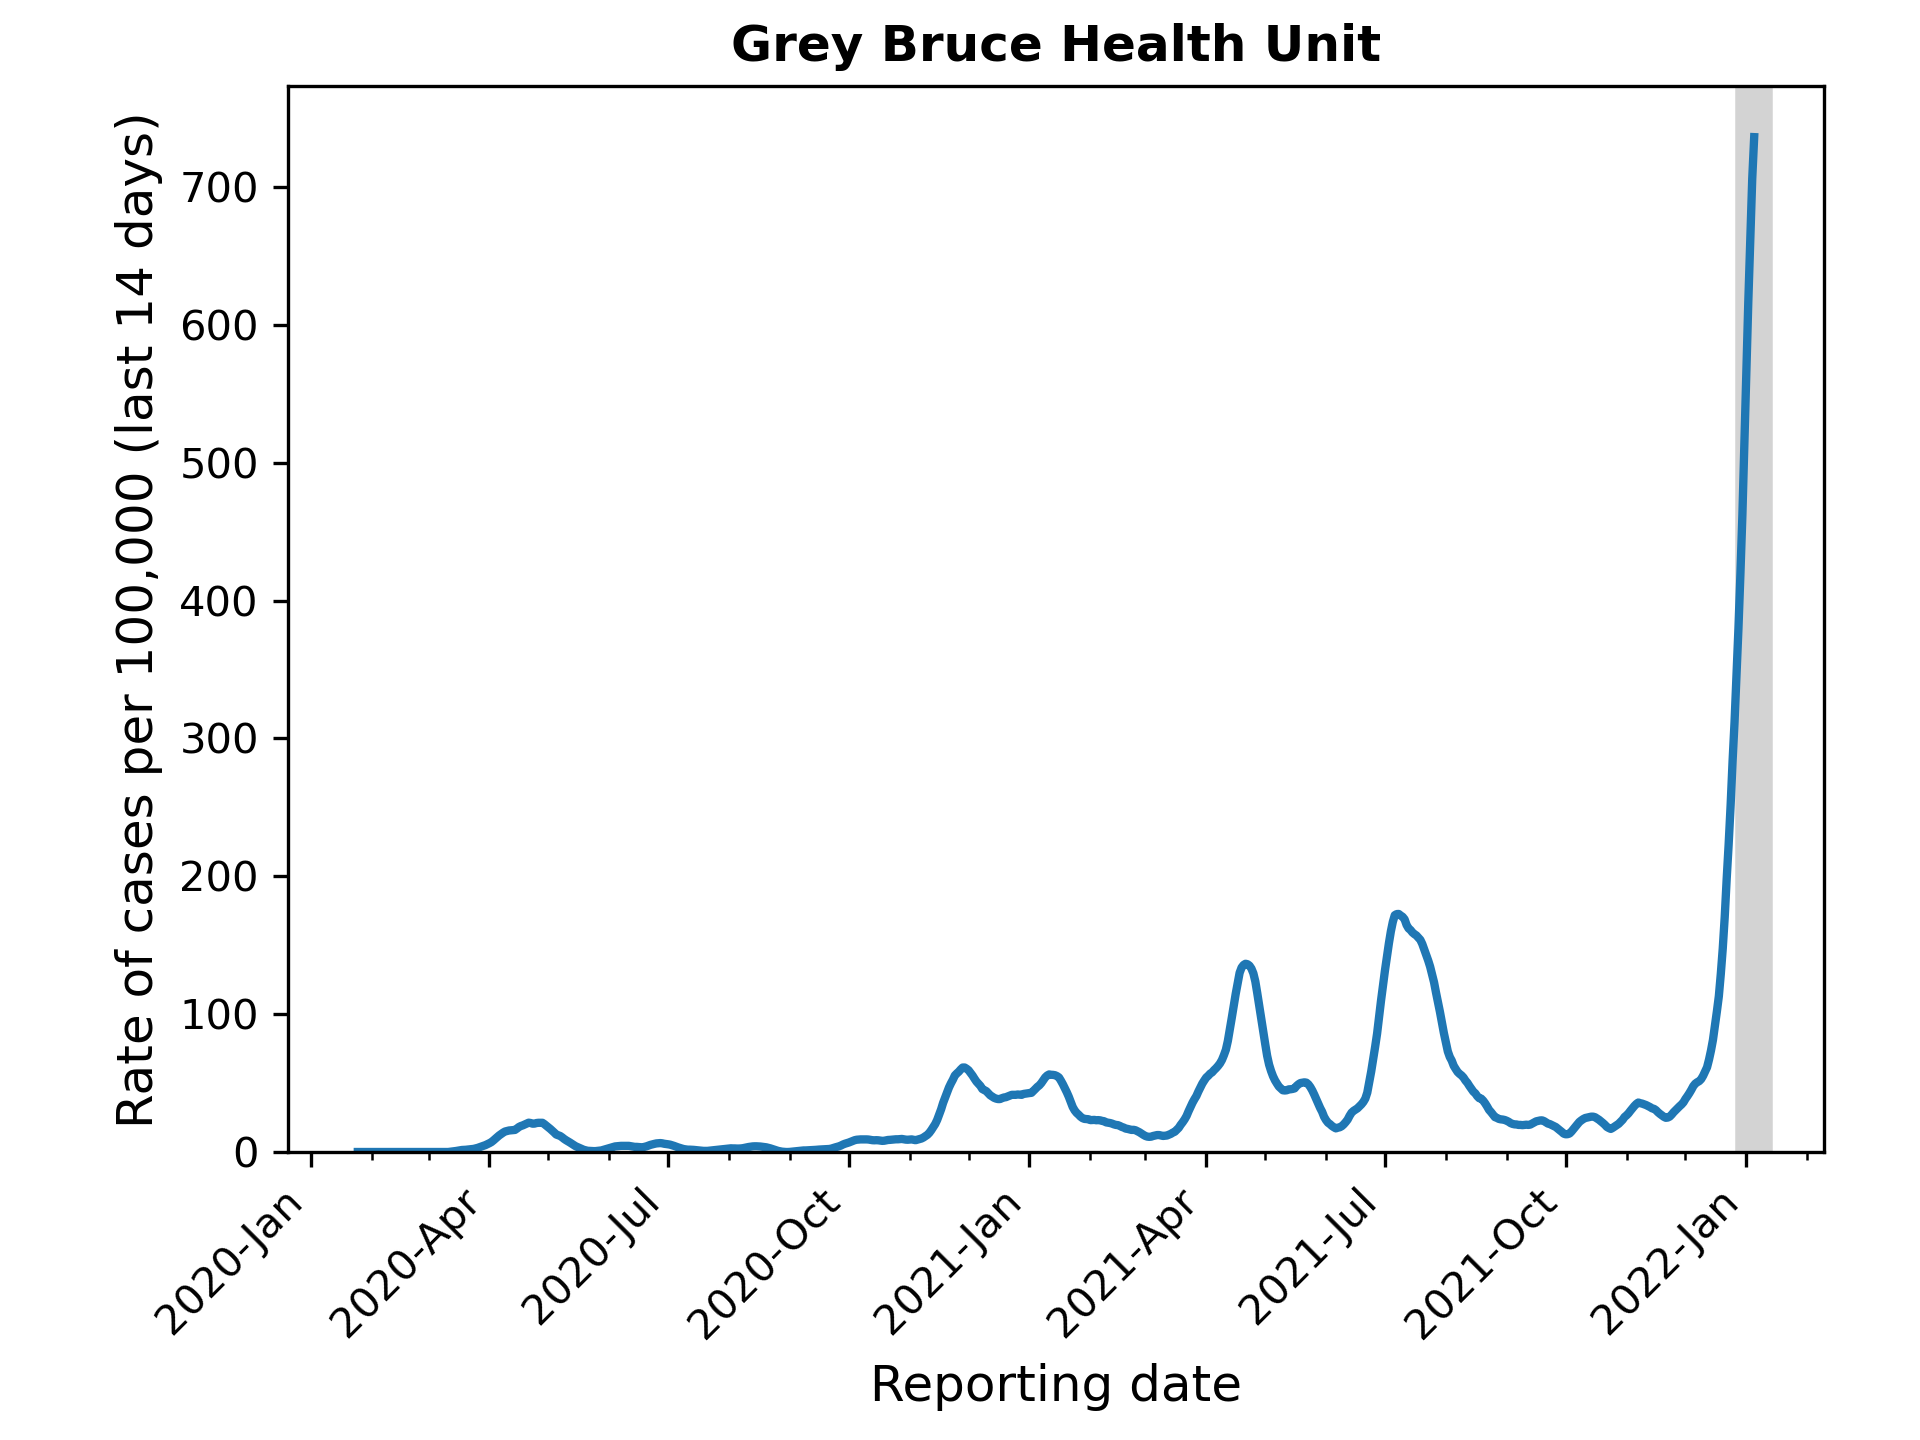 Grey Bruce Health Unit
Rate of cases per 100,000 (last 14 days)
700
600
500
400
300
200
100
0
2020-Jan
2020-Apr
2020-Jul
2020-Oct
2021-Jan
2021-Apr
2021-Jul
2021-Oct
2022-Jan
Reporting date